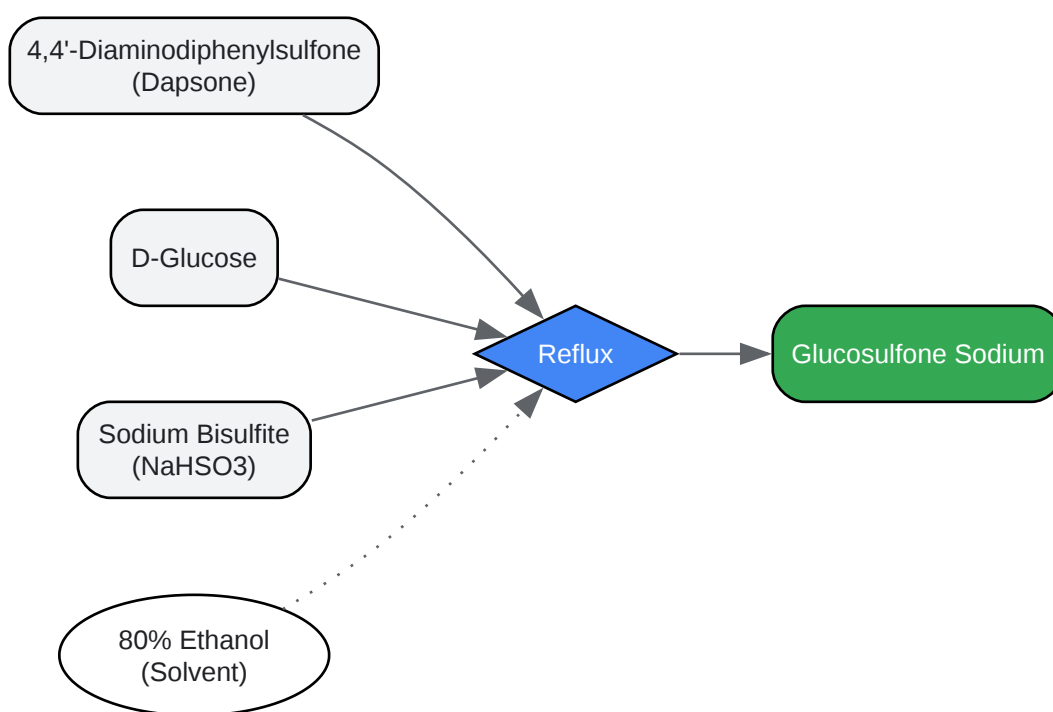 4,4'-Diaminodiphenylsulfone
(Dapsone)
D-Glucose
Reflux
Glucosulfone Sodium
Sodium Bisulfite
(NaHSO3)
80% Ethanol
(Solvent)